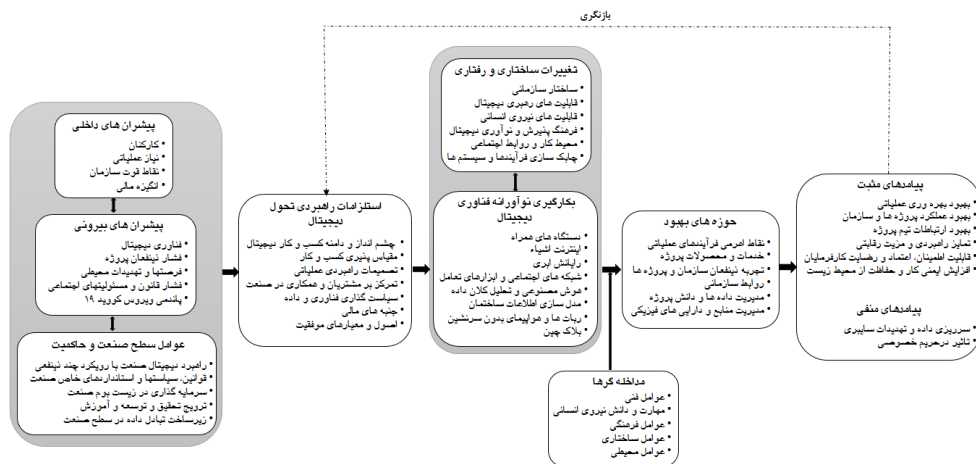 بازنگری
پیشران های داخلی
• کارکنان
• نیاز عملیاتی
• نقاط قوت سازمان
• انگیزه مالی
پیشران های بیرونی
• فناوری دیجیتال
• فشار ذینفعان پروژه
• فرصتها و تهدیدات محیطی
• فشار قانون و مسئولیتهای اجتماعی
• پاندمی ویروس کووید ۱۹
عوامل سطح صنعت و حاکمیت
• راهبرد دیجیتال صنعت با رویکرد چند ذینفعی
• قوانین، سیاستها و استانداردهای خاص صنعت
• سرمایه گذاری در زیست بوم صنعت
• ترویج تحقیق و توسعه و آموزش
• زیرساخت تبادل داده در سطح صنعت
استلزامات راهبردی تحول
دیجیتال
• چشم انداز و دامنه کسب و کار دیجیتال
• مقیاس پذیری کسب و کار
• تصمیمات راهبردی عملیاتی
• تمرکز بر مشتریان و همکاری در صنعت
• سیاست گذاری فناوری و داده
• جنبه های مالی
• اصول و معیارهای موفقیت
تغییرات ساختاری و رفتاری
• ساختار سازمانی
• قابلیت های رهبری دیجیتال
• قابلیت های نیروی انسانی
• فرهنگ پذیرش و نوآوری دیجیتال
• محیط کار و روابط اجتماعی
• چابک سازی فرآیندها و سیستم ها
بکارگیری نوآورانه فناوری
دیجیتال
• دستگاه های همراه
• اینترنت اشیاء
• رایانش ابری
• شبکه های اجتماعی و ابزارهای تعامل
• هوش مصنوعی و تحلیل کلان داده
• مدل سازی اطلاعات ساختمان
• ربات ها و هواپیمای بدون سرنشین
• بلاک چین
حوزه های بهبود
• نقاط اهرمی فرآیندهای عملیاتی
• خدمات و محصولات پروژه
• تجربه ذینفعان سازمان و پروژه ها
• روابط سازمانی
• مدیریت داده ها و دانش پروژه
• مدیریت منابع و دارایی های فیزیکی
مداخله گرها
• عوامل فنی
• مهارت و دانش نیروی انسانی
• عوامل فرهنگی
• عوامل ساختاری
• عوامل محیطی
پیامدهای مثبت
• بهبود بهره وری عملیاتی
• بهبود عملکرد پروژه ها و سازمان
• بهبود ارتباطات تیم پروژه
• تمایز راهبردی و مزیت رقابتی
• قابلیت اطمینان، اعتماد و رضایت کارفرمایان
• افزایش ایمنی کار و حفاظت از محیط زیست
پیامدهای منفی
• سرریزی داده و تهدیدات سایبری
• تاثیر درحریم خصوصی